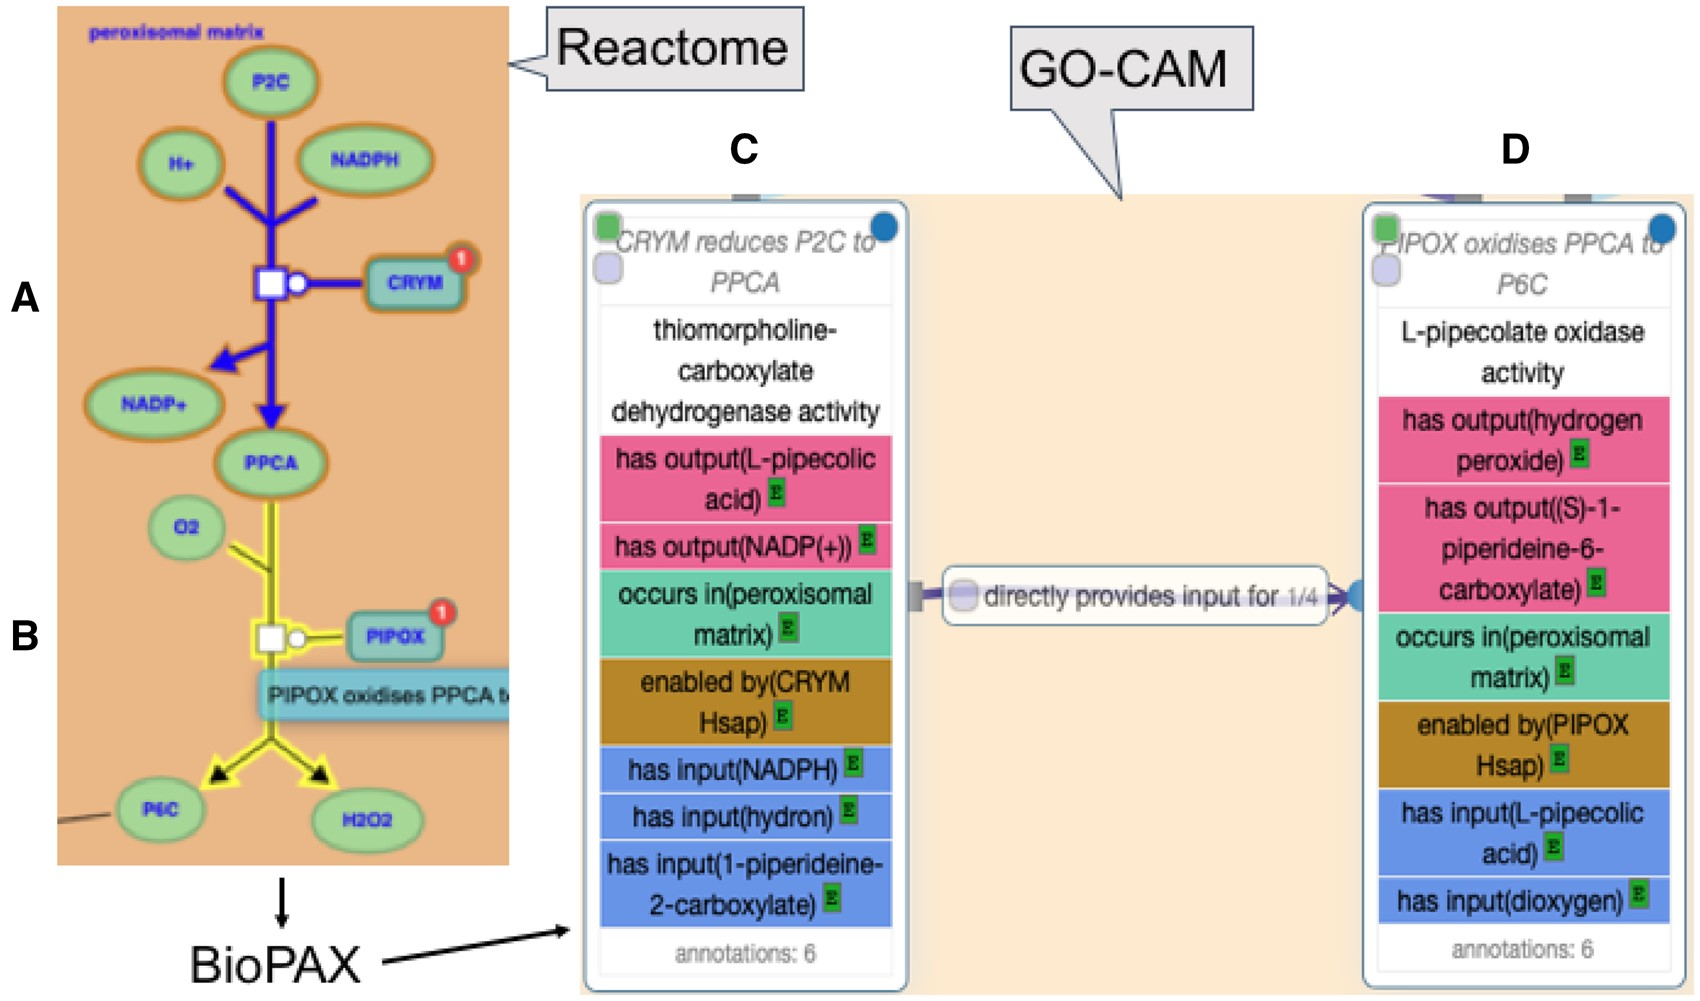 peroxisomal matrix
P2C
H+
NADPH
CRYM
1
NADP+
PPCA
O2
PIPOX
1
PIPOX oxidises PPCA t
P6C
H2O2
A
B
BioPAX
Reactome
GO-CAM
C
CRYM reduces P2C to
PPCA
thiomorpholine-
carboxylate
dehydrogenase activity
has output(L-pipecolic
acid) E
has output(NADP(+)) E
occurs in(peroxisomal
matrix) E
enabled by(CRYM
Hsap) E
has input(NADPH) E
has input(hydron) E
has input(1-piperideine-
2-carboxylate) E
annotations: 6
directly provides input for 1/4
D
PIPOX oxidises PPCA to
P6C
L-pipecolate oxidase
activity
has output(hydrogen
peroxide) E
has output((S)-1-
piperideine-6-
carboxylate) E
occurs in(peroxisomal
matrix) E
enabled by(PIPOX
Hsap) E
has input(L-pipecolic
acid) E
has input(dioxygen) E
annotations: 6